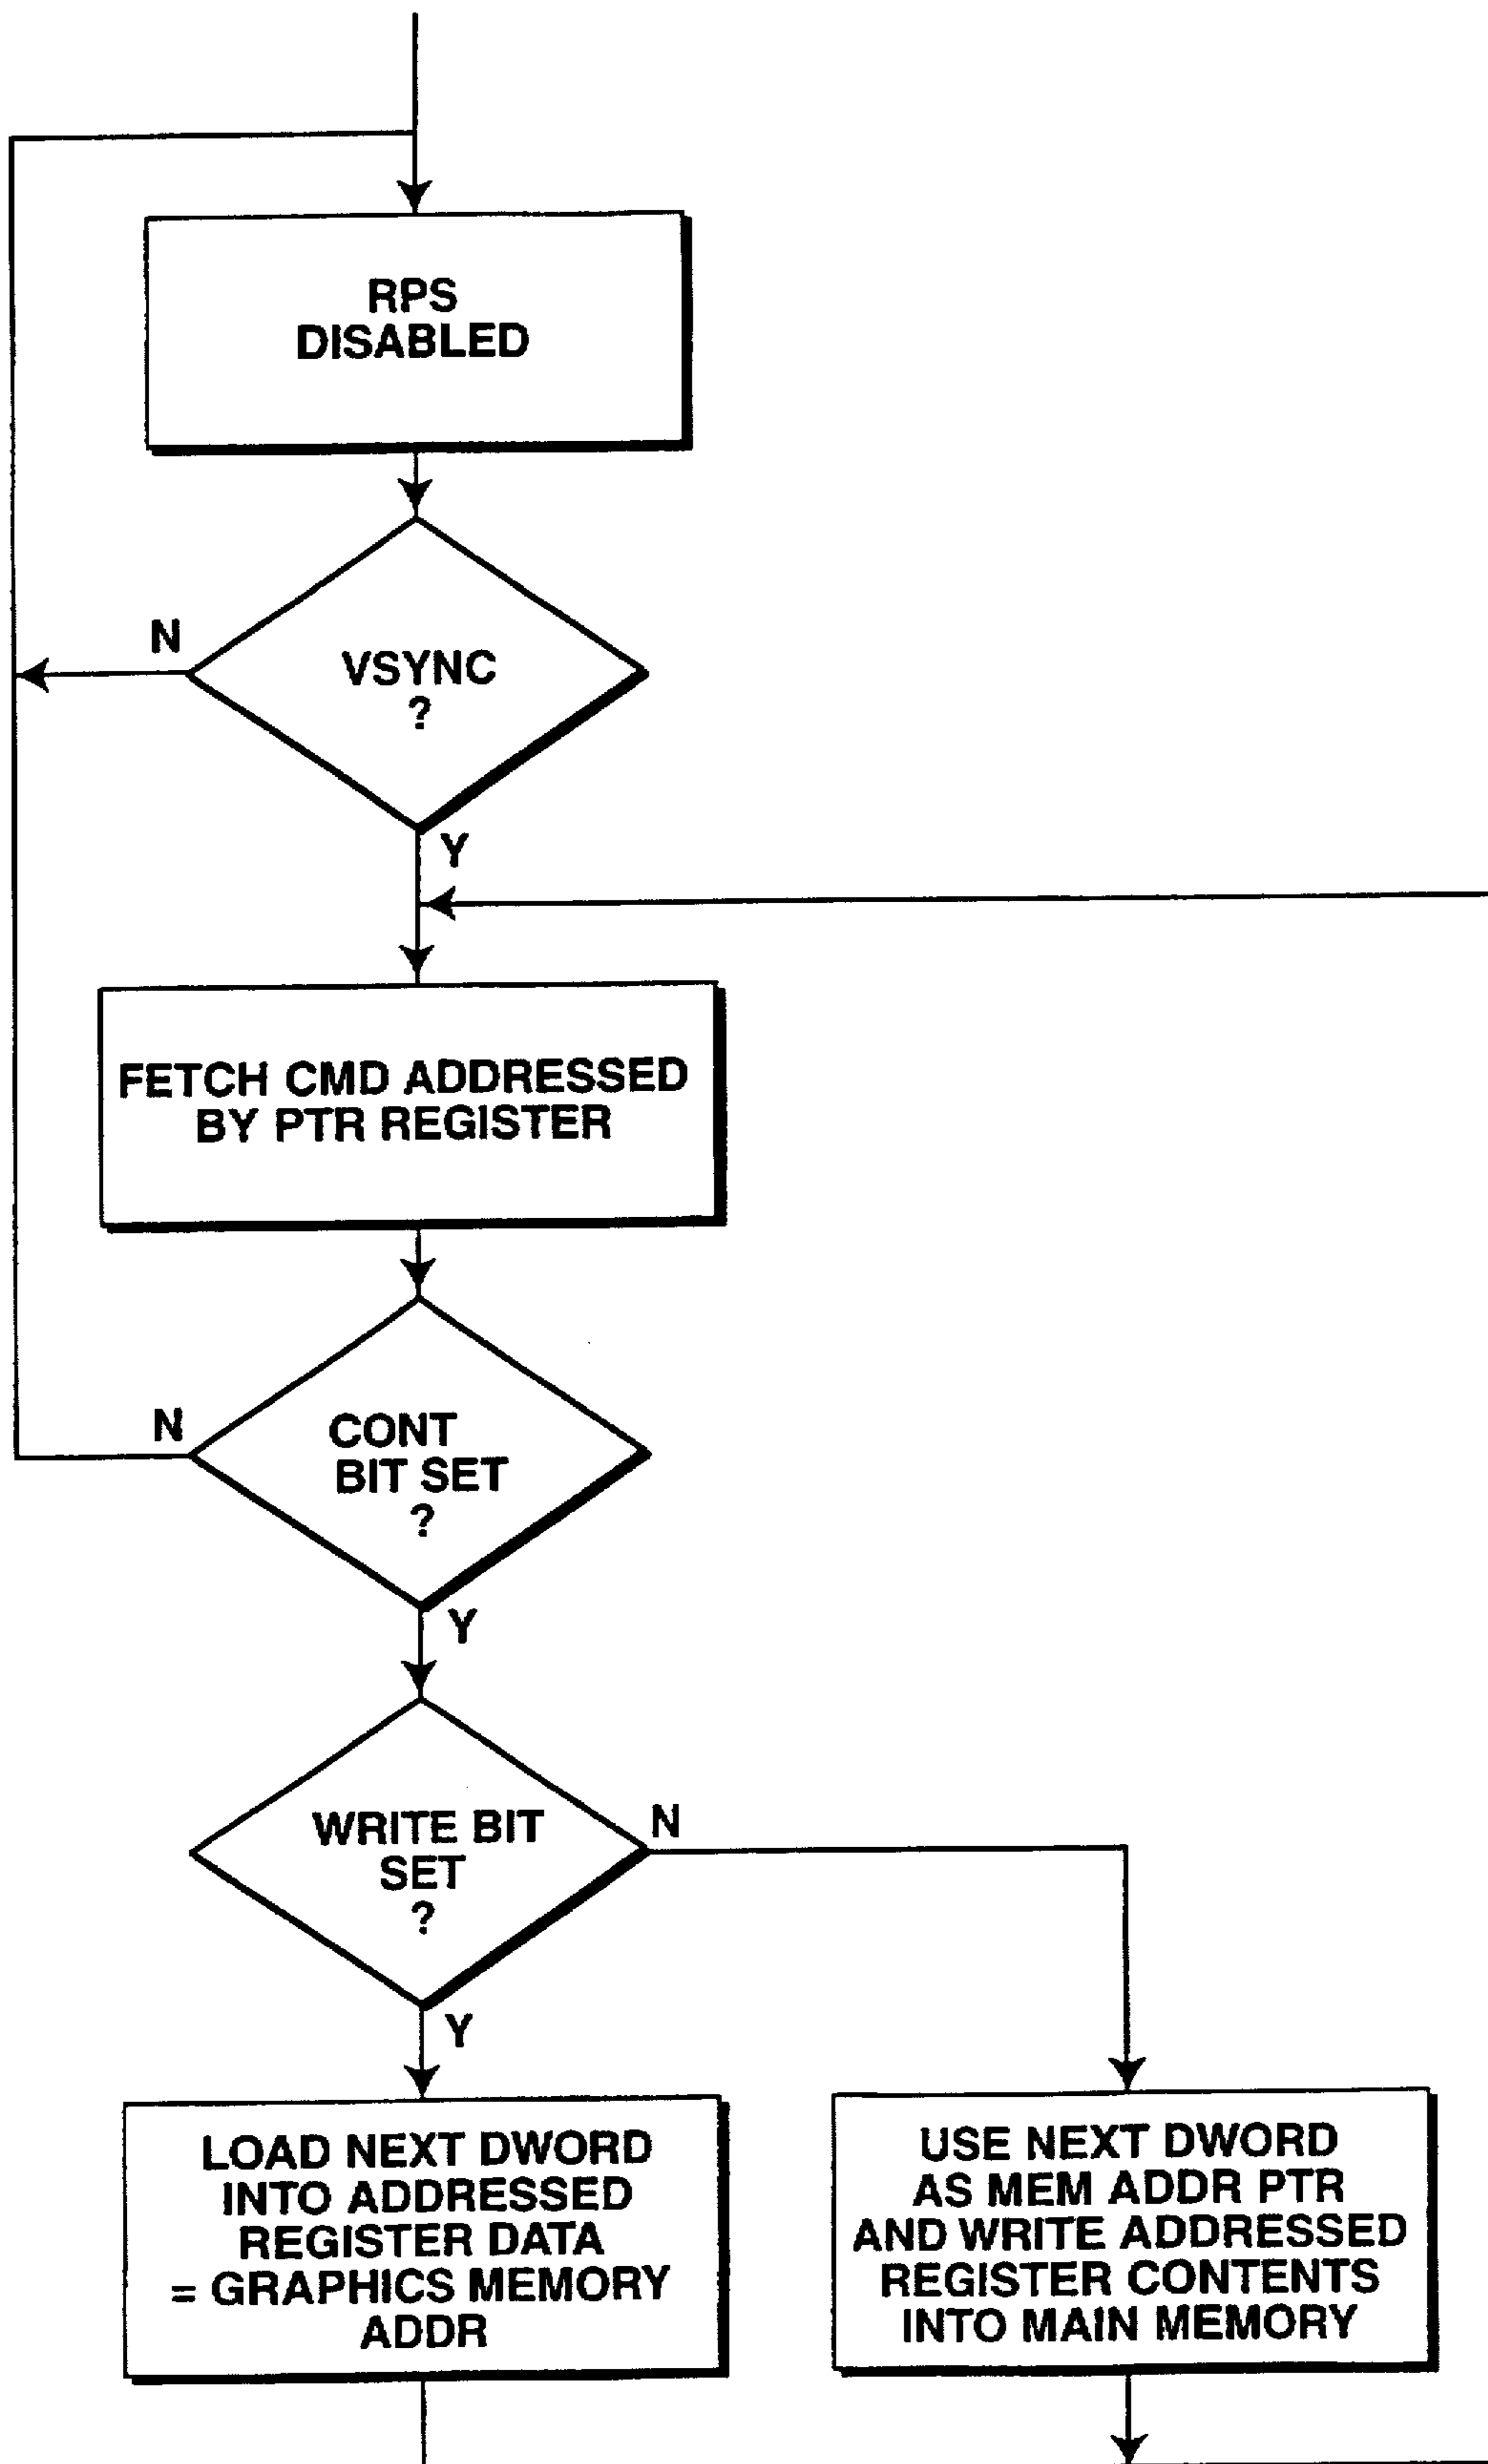 RPS
DISABLED
N
VSYNC
?
Y
FETCH CMD ADDRESSED
BY PTR REGISTER
N
CONT
BIT SET
?
Y
WRITE BIT
SET
?
N
Y
LOAD NEXT DWORD
INTO ADDRESSED
REGISTER DATA
= GRAPHICS MEMORY
ADDR
USE NEXT DWORD
AS MEM ADDR PTR
AND WRITE ADDRESSED
REGISTER CONTENTS
INTO MAIN MEMORY